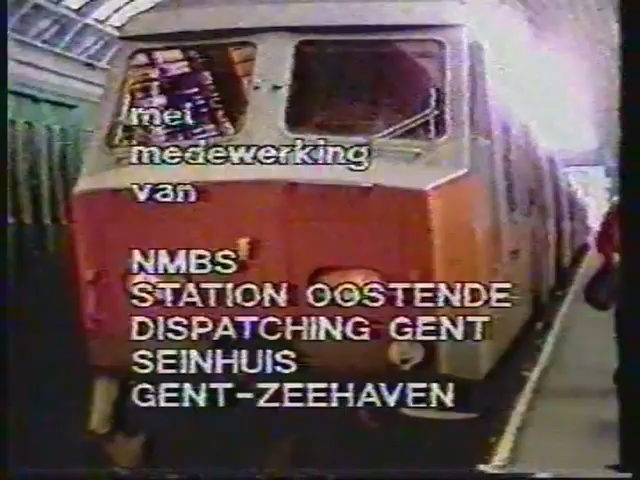 met
medewerking
van
NMBS
STATION OOSTENDE
DISPATCHING GENT
SEINHUIS
GENT-ZEEHAVEN